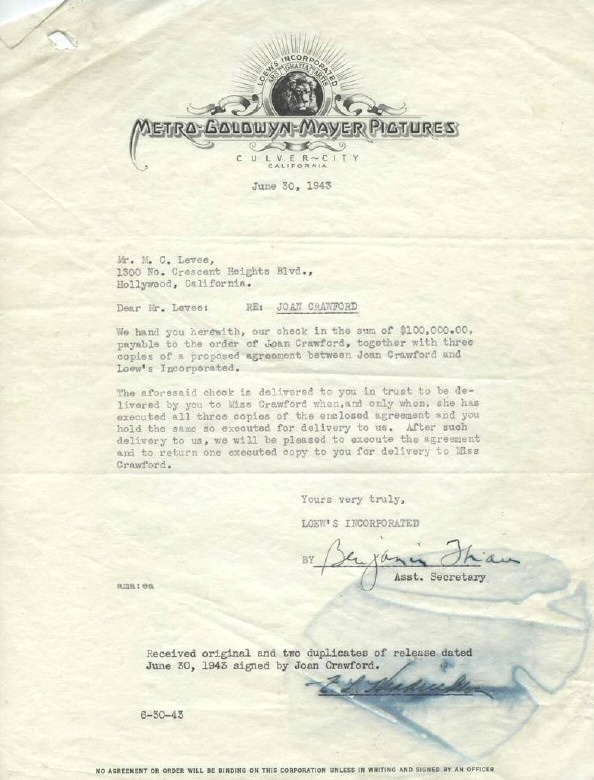 LOEW'S INCORPORATED
ARS GRATIA ARTIS
METRO-GOLDWYN-MAYER PICTURES
CULVER~CITY
CALIFORNIA
June 30, 1943
Mr. M. C. Levee,
1300 No. Crescent Heights Blvd.,
Hollywood, California.
Dear Mr. Levee: RE: JOAN CRAWFORD
We hand you herewith, our check in the sum of $100,000.00,
payable to the order of Joan Crawford, together with three
copies of a proposed agreement between Joan Crawford and
Loew's Incorporated.
The aforesaid check is delivered to you in trust to be de-
livered by you to Miss Crawford when,and only when, she has
executed all three copies of the enclosed agreement and you
hold the same so executed for delivery to us. After such
delivery to us, we will be pleased to execute the agreement
and to return one executed copy to you for delivery to Miss
Crawford.
Yours very truly,
LOEW'S INCORPORATED
BY Benjamin Thau
Asst. Secretary
ama:ea
Received original and two duplicates of release dated
June 30, 1943 signed by Joan Crawford.
6-30-43
NO AGREEMENT OR ORDER WILL BE BINDING ON THIS CORPORATION UNLESS IN WRITING AND SIGNED BY AN OFFICER